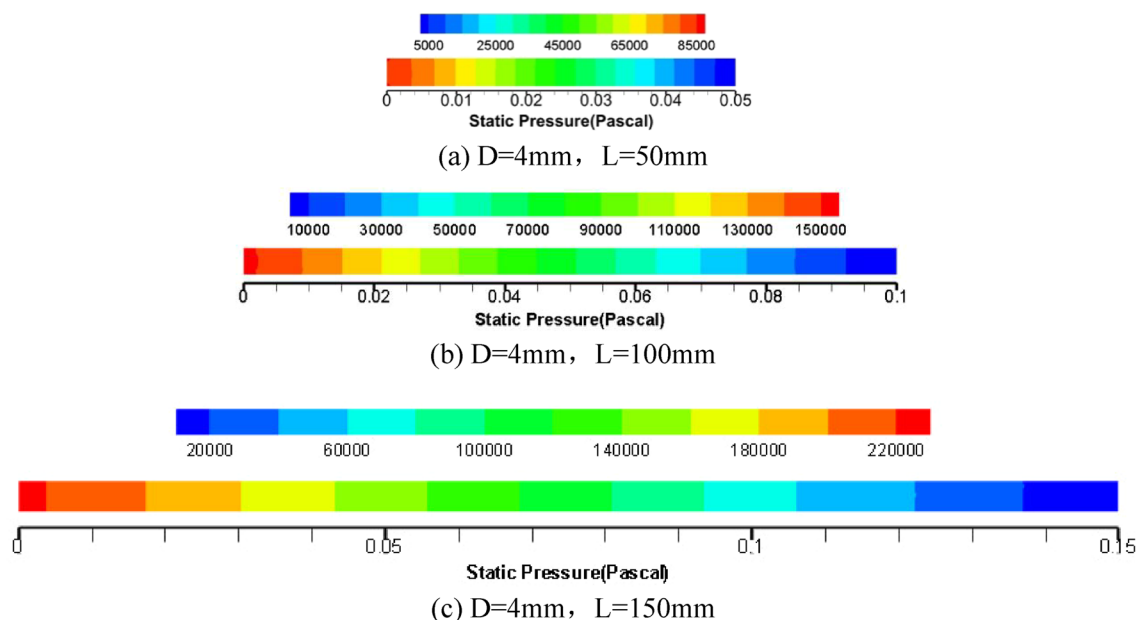 5000 25000 45000 65000 85000
0 0.01 0.02 0.03 0.04 0.05
Static Pressure(Pascal)
(a) D=4mm，L=50mm
10000 30000 50000 70000 90000 110000 130000 150000
0 0.02 0.04 0.06 0.08 0.1
Static Pressure(Pascal)
(b) D=4mm，L=100mm
20000 60000 100000 140000 180000 220000
0 0.05 0.1 0.15
Static Pressure(Pascal)
(c) D=4mm，L=150mm